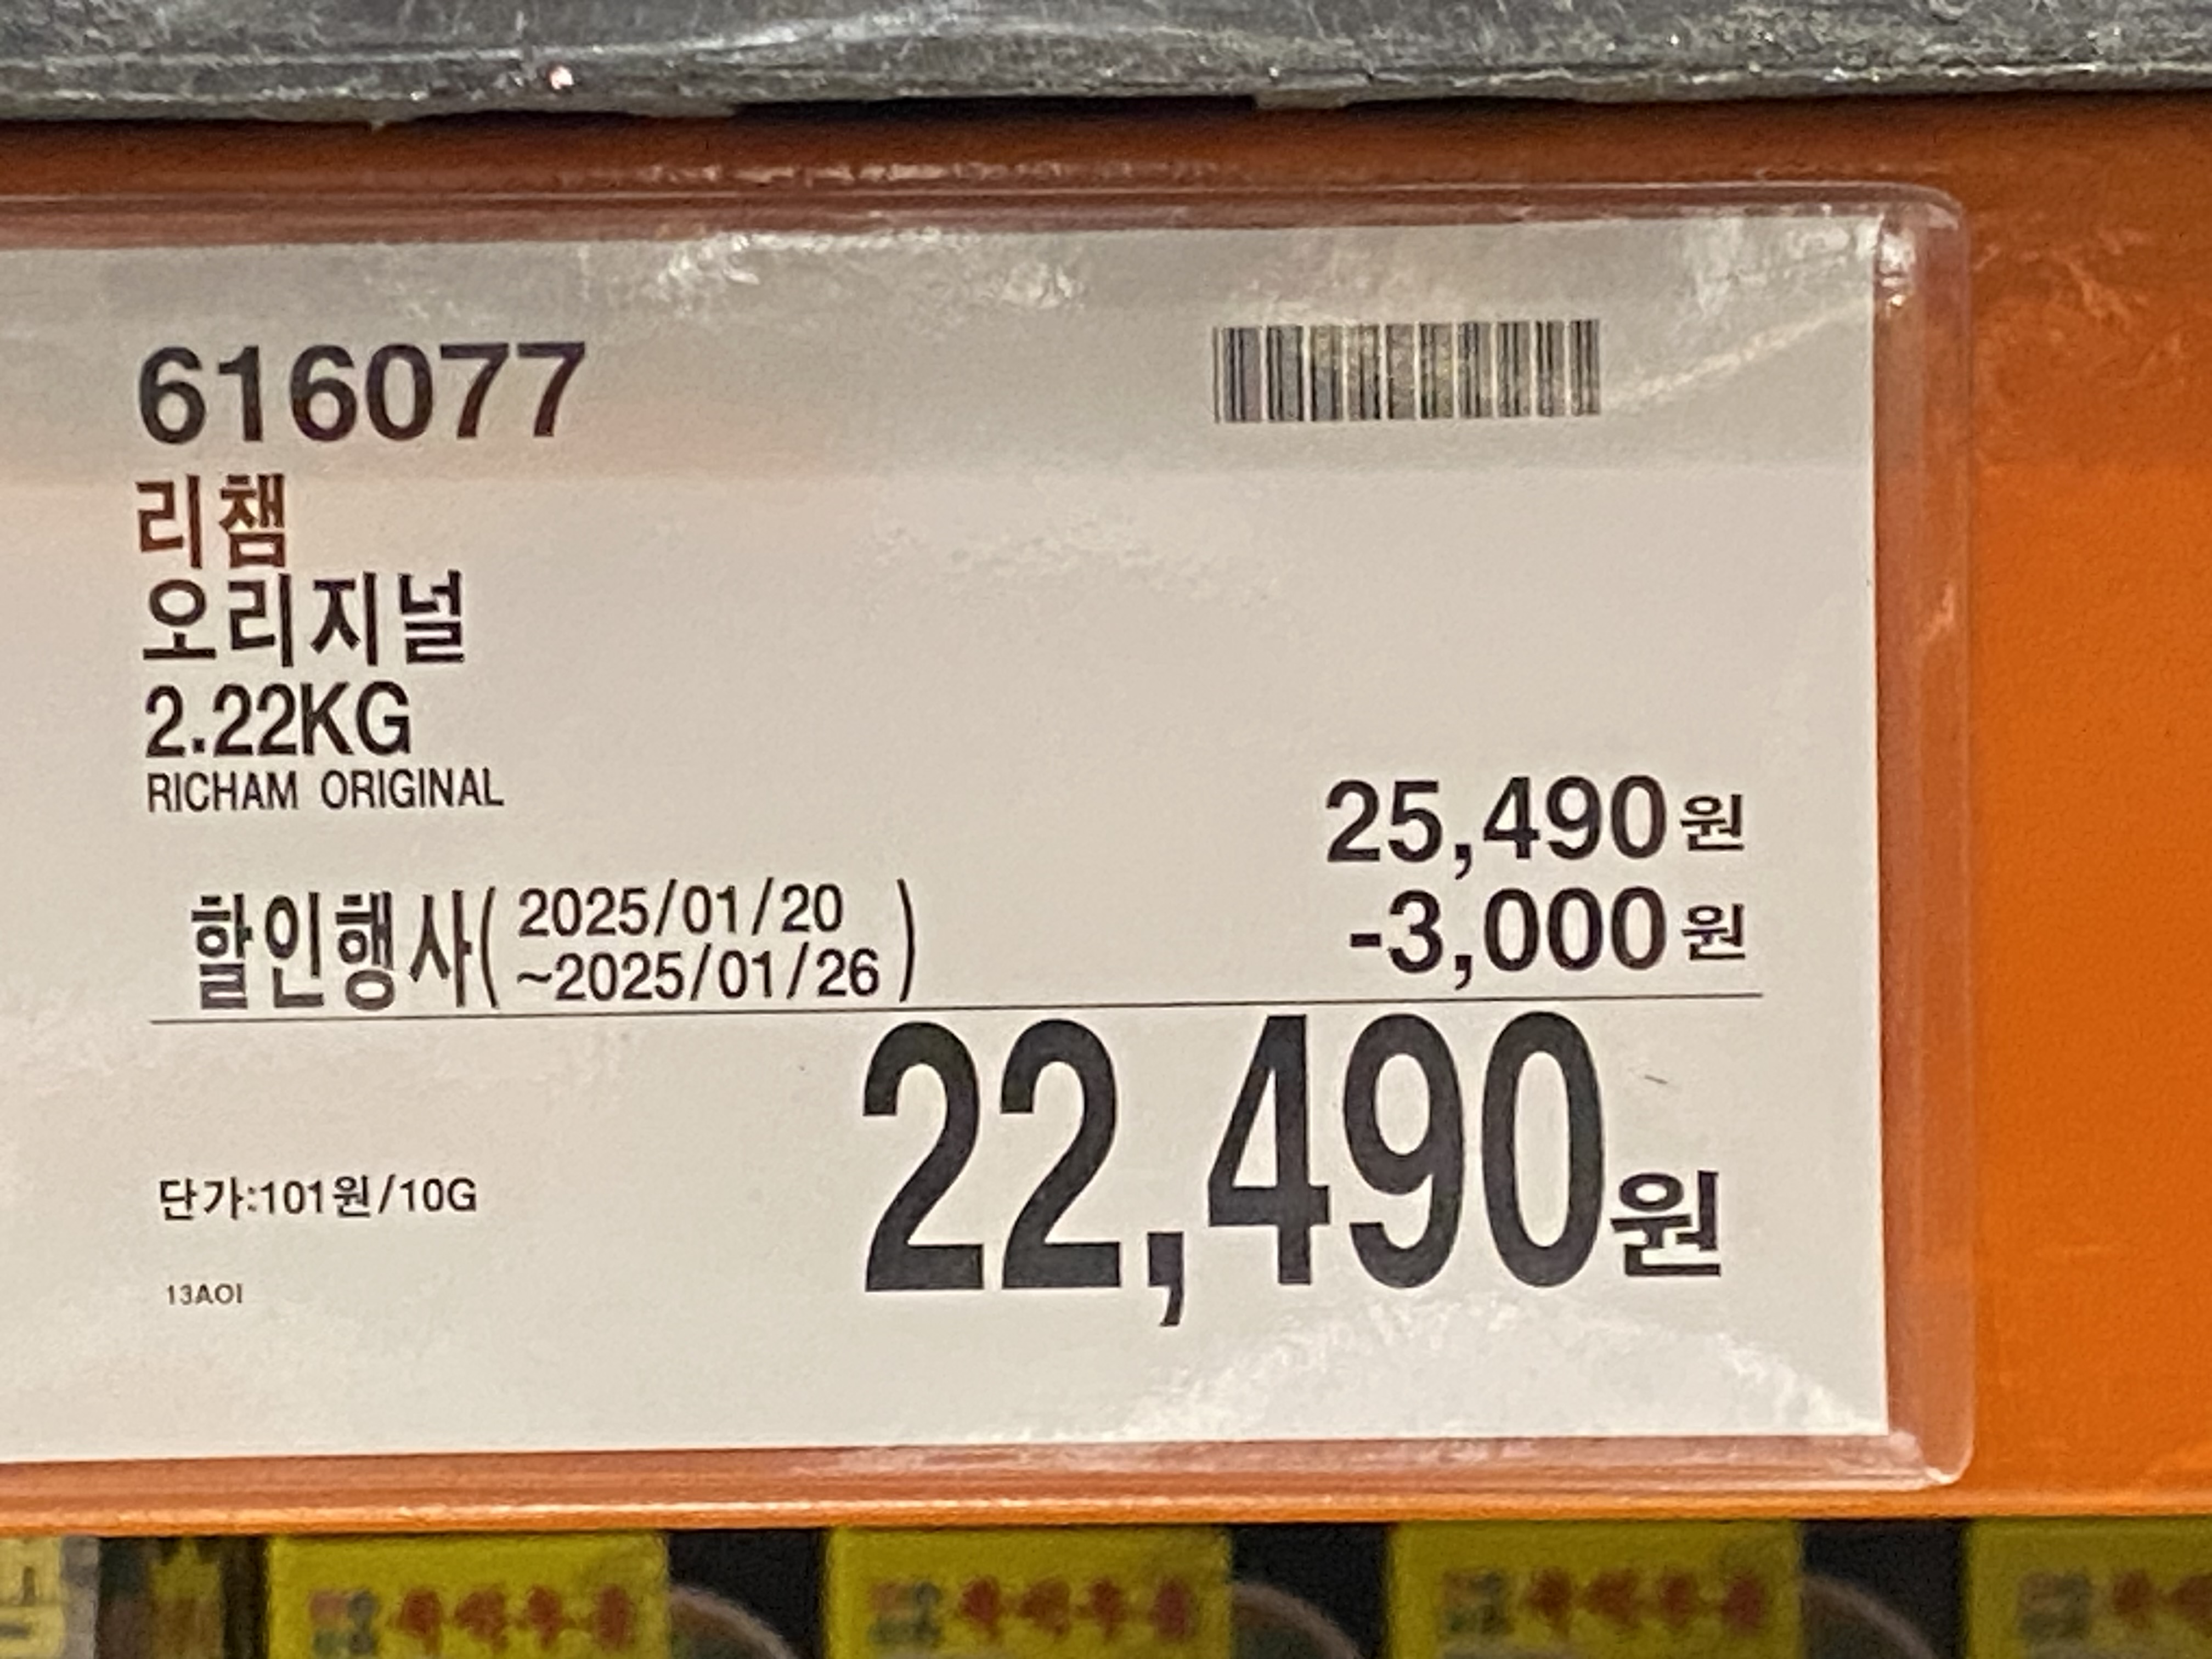 616077
리챔
오리지널
2.22KG
RICHAM ORIGINAL
25,490원
할인행사( 2025/01/20
~2025/01/26 )
-3,000원
22,490원
단가:101원/10G
13AOI